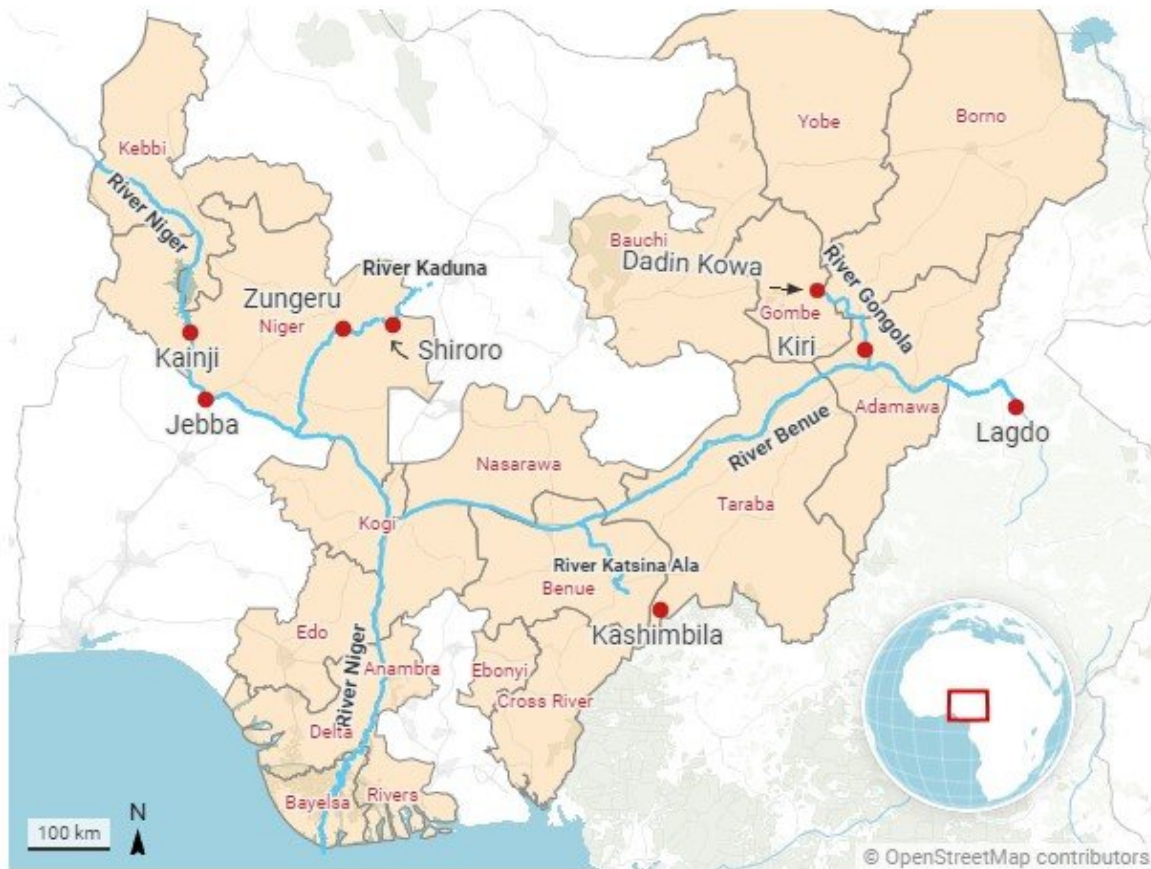 Yobe
Borno
Kebbi
River Niger
Bauchi
Dadin Kowa
River Gongola
River Kaduna
Zungeru
Niger
Gombe
Kiri
Kainji
Shiroro
Jebba
Adamawa
Lagdo
River Benue
Nasarawa
Taraba
Kogi
River Katsina Ala
Benue
Kashimbila
Edo
River Niger
Anambra
Ebonyi
Cross River
Delta
Bayelsa
Rivers
N
100 km
© OpenStreetMap contributors